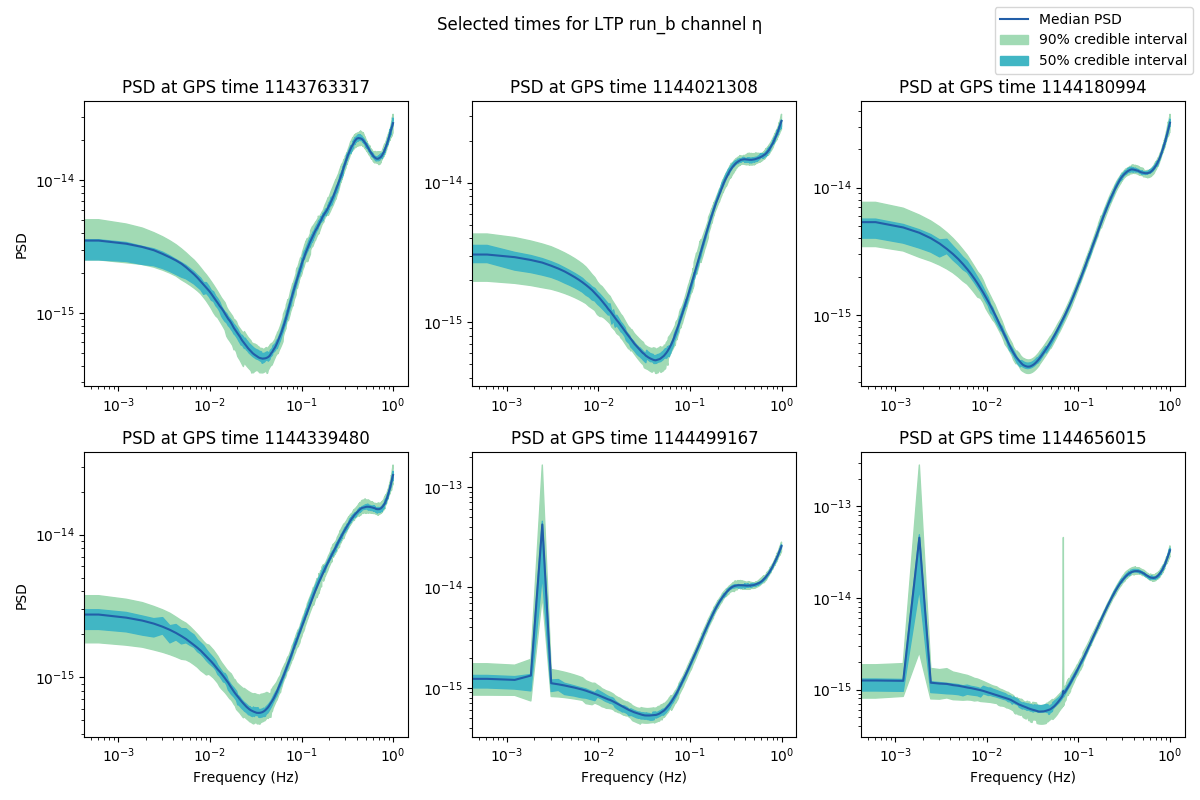 Selected times for LTP run_b channel η
Median PSD
90% credible interval
50% credible interval
PSD at GPS time 1143763317
PSD at GPS time 1144021308
PSD at GPS time 1144180994
PSD
10⁻¹⁴
10⁻¹⁵
10⁻³ 10⁻² 10⁻¹ 10⁰
10⁻¹⁴
10⁻¹⁵
10⁻³ 10⁻² 10⁻¹ 10⁰
10⁻¹⁴
10⁻¹⁵
10⁻³ 10⁻² 10⁻¹ 10⁰
PSD at GPS time 1144339480
PSD at GPS time 1144499167
PSD at GPS time 1144656015
PSD
10⁻¹⁴
10⁻¹⁵
10⁻³ 10⁻² 10⁻¹ 10⁰
Frequency (Hz)
10⁻¹³
10⁻¹⁴
10⁻¹⁵
10⁻³ 10⁻² 10⁻¹ 10⁰
Frequency (Hz)
10⁻¹³
10⁻¹⁴
10⁻¹⁵
10⁻³ 10⁻² 10⁻¹ 10⁰
Frequency (Hz)